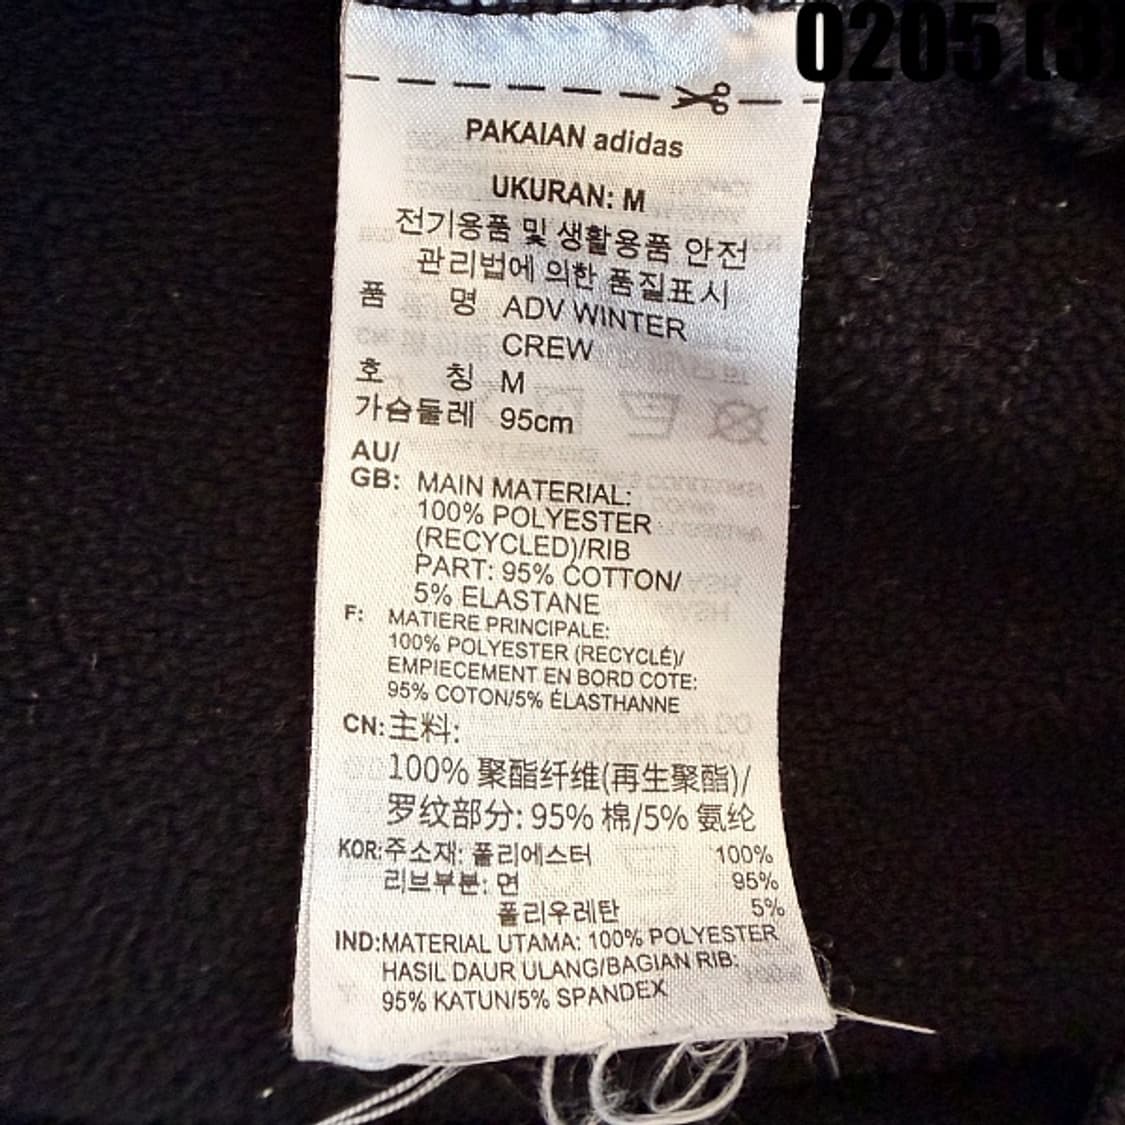 0205 (3)
PAKAIAN adidas
UKURAN: M
전기용품 및 생활용품 안전
관리법에 의한 품질표시
품 명 ADV WINTER
CREW
호 칭 M
가슴둘레 95cm
AU/
GB: MAIN MATERIAL:
100% POLYESTER
(RECYCLED)/RIB
PART: 95% COTTON/
5% ELASTANE
F: MATIERE PRINCIPALE:
100% POLYESTER (RECYCLÉ)/
EMPIECEMENT EN BORD COTE:
95% COTON/5% ÉLASTHANNE
CN: 主料:
100% 聚酯纤维(再生聚酯)/
罗纹部分: 95% 棉/5% 氨纶
KOR: 주소재: 폴리에스터 100%
리브부분: 면 95%
폴리우레탄 5%
IND: MATERIAL UTAMA: 100% POLYESTER
HASIL DAUR ULANG/BAGIAN RIB:
95% KATUN/5% SPANDEX